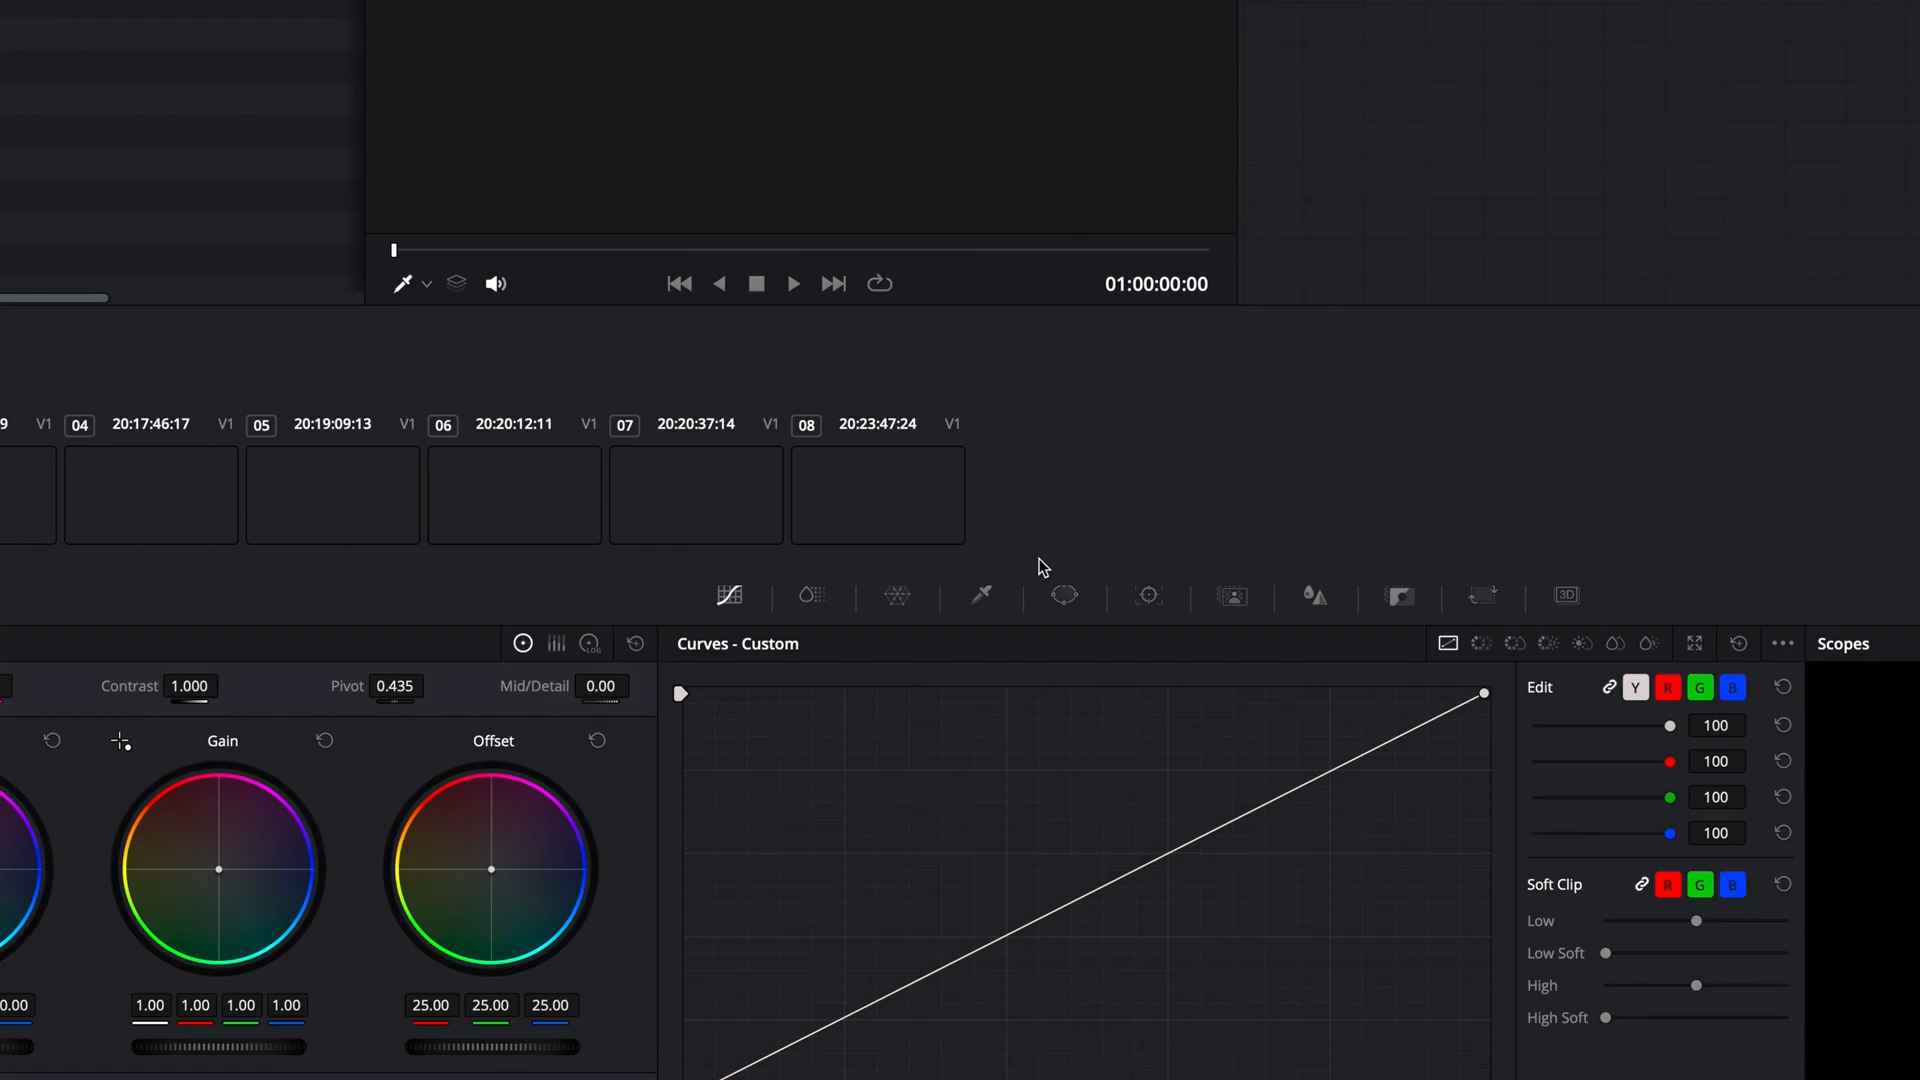 01:00:00:00
9 V1 04 20:17:46:17 V1 05 20:19:09:13 V1 06 20:20:12:11 V1 07 20:20:37:14 V1 08 20:23:47:24 V1
3D
LOG
Curves - Custom
Scopes
Contrast 1.000 Pivot 0.435 Mid/Detail 0.00
Edit Y R G B
Gain
Offset
100
100
100
100
Soft Clip R G B
Low
Low Soft
High
High Soft
0.00 1.00 1.00 1.00 1.00 25.00 25.00 25.00